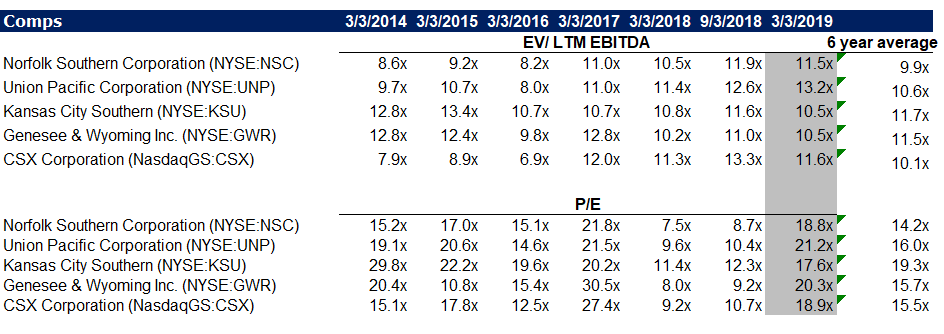 Comps 3/3/2014 3/3/2015 3/3/2016 3/3/2017 3/3/2018 9/3/2018 3/3/2019
EV/ LTM EBITDA 6 year average
Norfolk Southern Corporation (NYSE:NSC) 8.6x 9.2x 8.2x 11.0x 10.5x 11.9x 11.5x 9.9x
Union Pacific Corporation (NYSE:UNP) 9.7x 10.7x 8.0x 11.0x 11.4x 12.6x 13.2x 10.6x
Kansas City Southern (NYSE:KSU) 12.8x 13.4x 10.7x 10.7x 10.8x 11.6x 10.5x 11.7x
Genesee & Wyoming Inc. (NYSE:GWR) 12.8x 12.4x 9.8x 12.8x 10.2x 11.0x 10.5x 11.5x
CSX Corporation (NasdaqGS:CSX) 7.9x 8.9x 6.9x 12.0x 11.3x 13.3x 11.6x 10.1x
P/E
Norfolk Southern Corporation (NYSE:NSC) 15.2x 17.0x 15.1x 21.8x 7.5x 8.7x 18.8x 14.2x
Union Pacific Corporation (NYSE:UNP) 19.1x 20.6x 14.6x 21.5x 9.6x 10.4x 21.2x 16.0x
Kansas City Southern (NYSE:KSU) 29.8x 22.2x 19.6x 20.2x 11.4x 12.3x 17.6x 19.3x
Genesee & Wyoming Inc. (NYSE:GWR) 20.4x 10.8x 15.4x 30.5x 8.0x 9.2x 20.3x 15.7x
CSX Corporation (NasdaqGS:CSX) 15.1x 17.8x 12.5x 27.4x 9.2x 10.7x 18.9x 15.5x